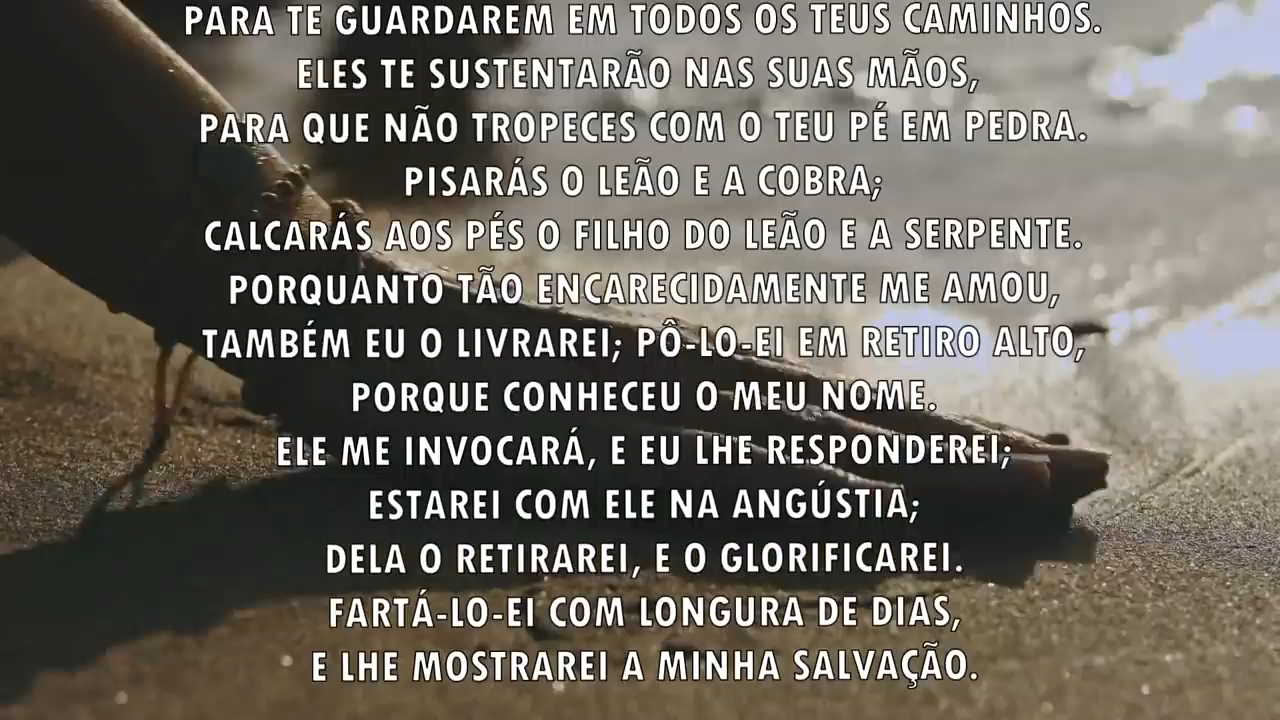 PARA TE GUARDAREM EM TODOS OS TEUS CAMINHOS.
ELES TE SUSTENTARÃO NAS SUAS MÃOS,
PARA QUE NÃO TROPECES COM O TEU PÉ EM PEDRA.
PISARÁS O LEÃO E A COBRA;
CALCARÁS AOS PÉS O FILHO DO LEÃO E A SERPENTE.
PORQUANTO TÃO ENCARECIDAMENTE ME AMOU,
TAMBÉM EU O LIVRAREI; PÔ-LO-EI EM RETIRO ALTO,
PORQUE CONHECEU O MEU NOME.
ELE ME INVOCARÁ, E EU LHE RESPONDEREI;
ESTAREI COM ELE NA ANGÚSTIA;
DELA O RETIRAREI, E O GLORIFICAREI.
FARTÁ-LO-EI COM LONGURA DE DIAS,
E LHE MOSTRAREI A MINHA SALVAÇÃO.